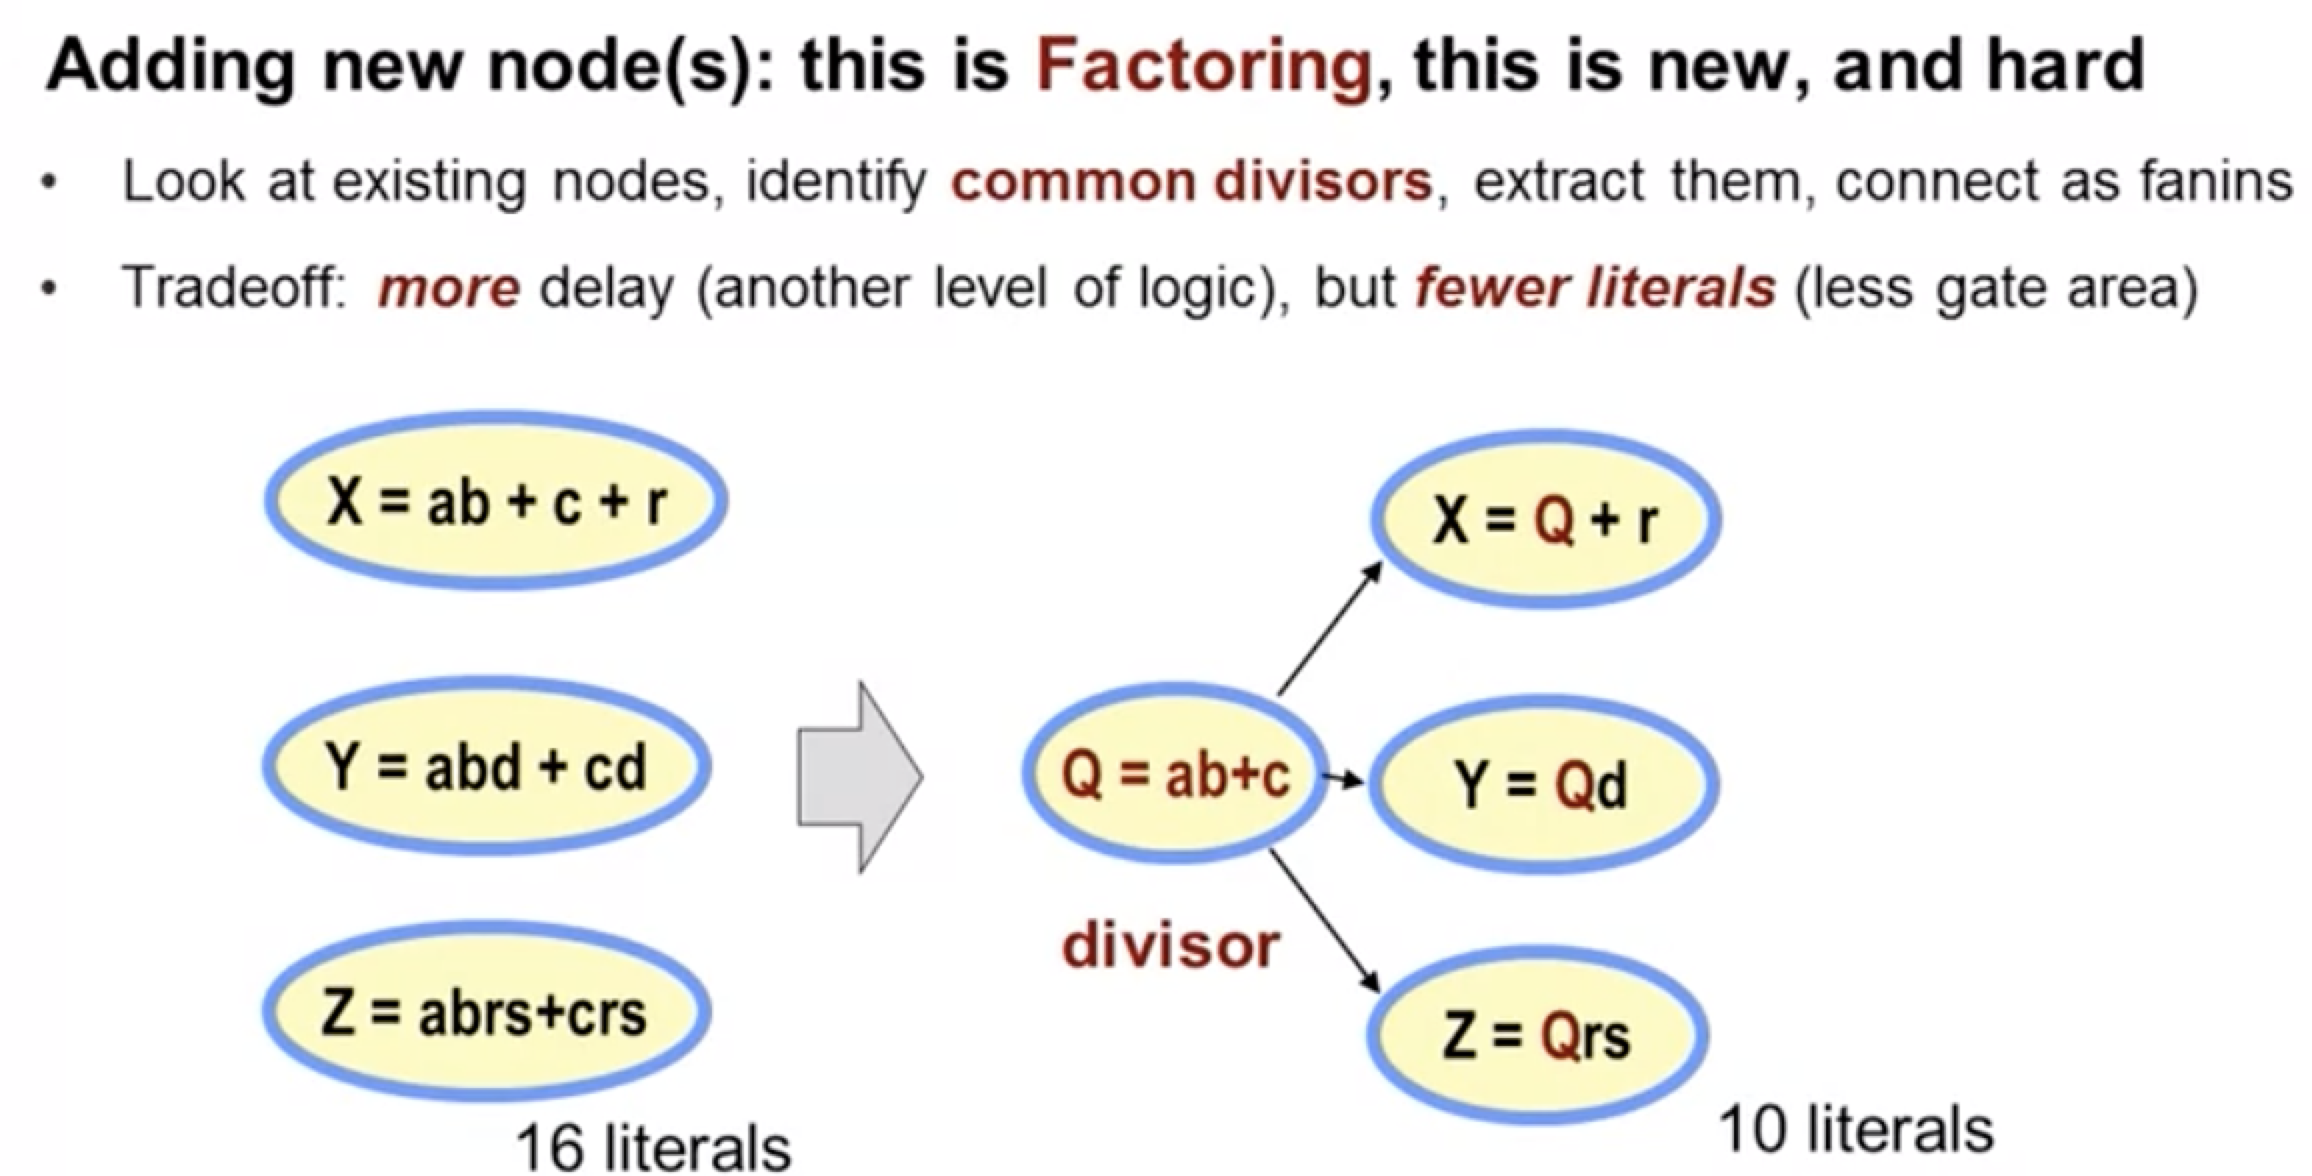 Adding new node(s): this is Factoring, this is new, and hard
• Look at existing nodes, identify common divisors, extract them, connect as fanins
• Tradeoff: more delay (another level of logic), but fewer literals (less gate area)
X = ab + c + r
Y = abd + cd
Z = abrs+crs
16 literals
Q = ab+c
divisor
X = Q + r
Y = Qd
Z = Qrs
10 literals